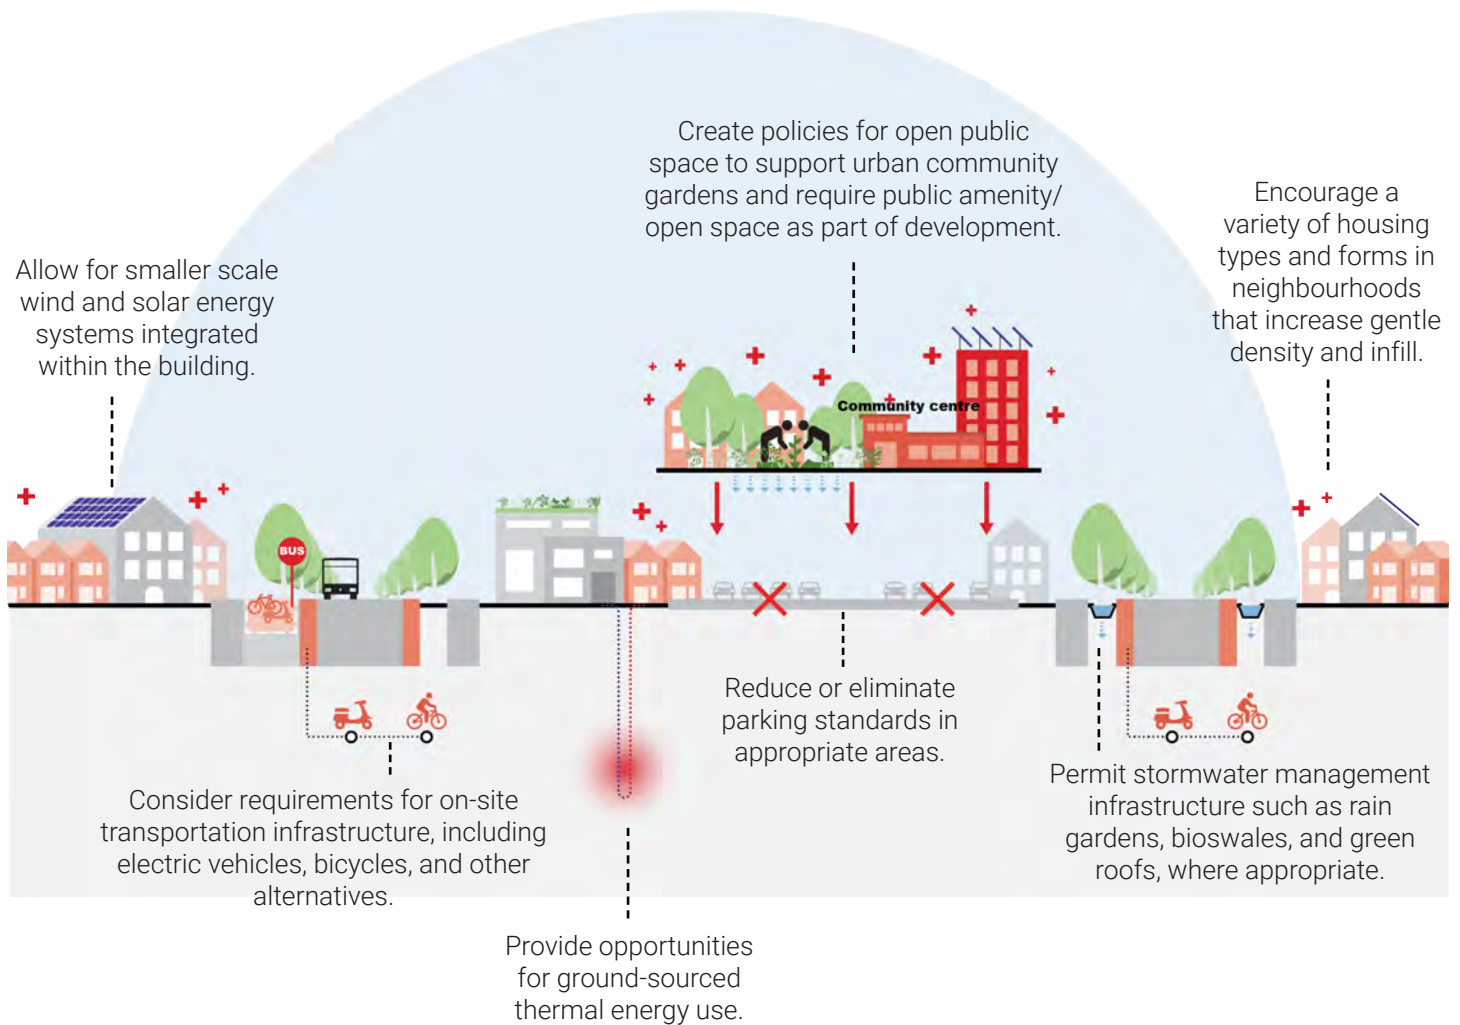 Create policies for open public
space to support urban community
gardens and require public amenity/
open space as part of development.
Encourage a
variety of housing
types and forms in
neighbourhoods
that increase gentle
density and infill.
Allow for smaller scale
wind and solar energy
systems integrated
within the building.
Community centre
BUS
Reduce or eliminate
parking standards in
appropriate areas.
Permit stormwater management
infrastructure such as rain
gardens, bioswales, and green
roofs, where appropriate.
Consider requirements for on-site
transportation infrastructure, including
electric vehicles, bicycles, and other
alternatives.
Provide opportunities
for ground-sourced
thermal energy use.